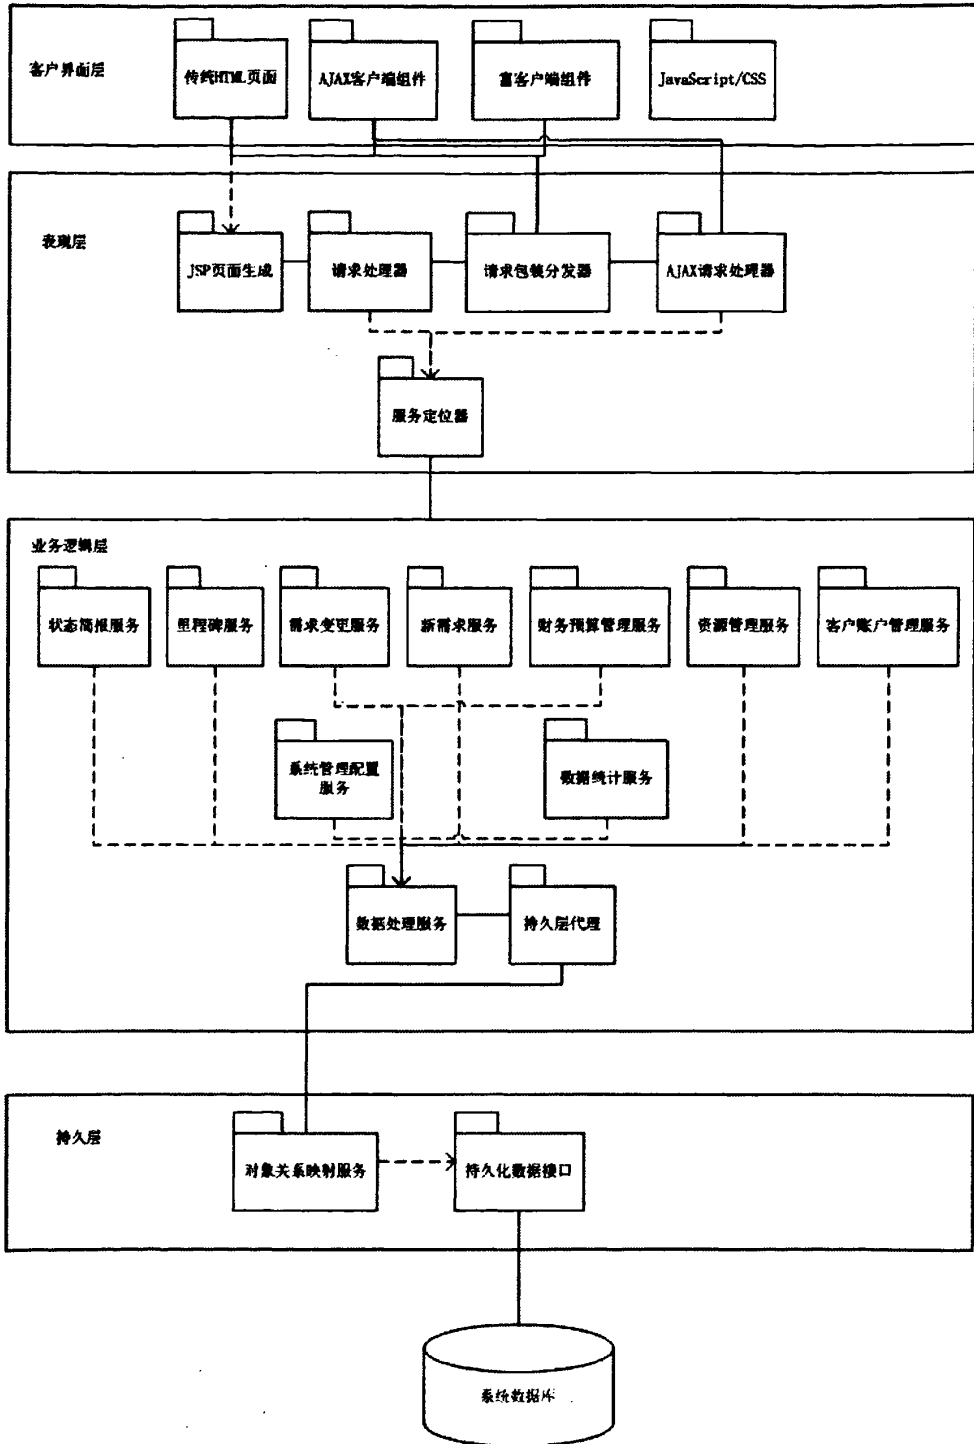 客户界面层
传统HTML页面
AJAX客户端组件
富客户端组件
JavaScript/CSS
表现层
JSP页面生成
请求处理器
请求包装分发器
AJAX请求处理器
服务定位器
业务逻辑层
状态简报服务
里程碑服务
需求变更服务
新需求服务
财务预算管理服务
资源管理服务
客户账户管理服务
系统管理配置
服务
数据统计服务
数据处理服务
持久层代理
持久层
对象关系映射服务
持久化数据接口
系统数据库